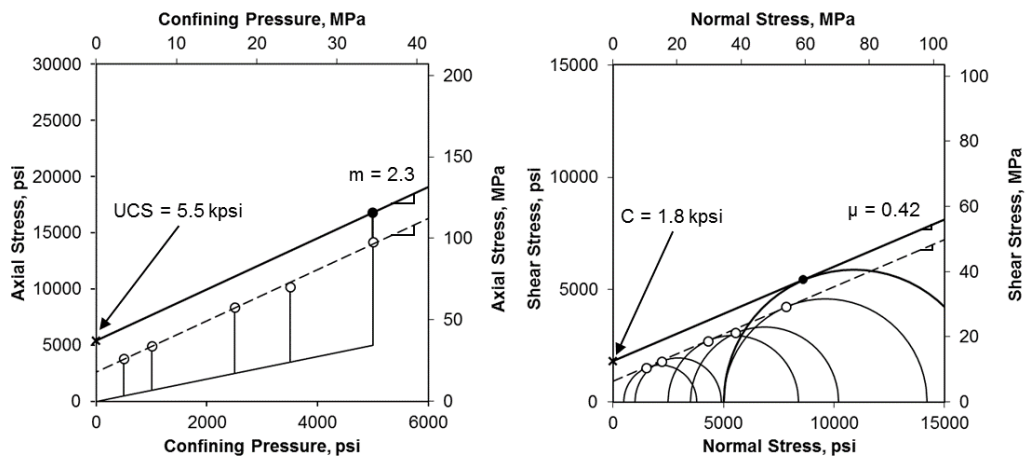 Confining Pressure, MPa
0 10 20 30 40
30000
25000
20000
15000
10000
5000
0
Axial Stress, psi
200
150
100
50
0
Axial Stress, MPa
m = 2.3
UCS = 5.5 kpsi
0 2000 4000 6000
Confining Pressure, psi
Normal Stress, MPa
0 20 40 60 80 100
15000
10000
5000
0
Shear Stress, psi
100
80
60
40
20
0
Shear Stress, MPa
C = 1.8 kpsi
μ = 0.42
0 5000 10000 15000
Normal Stress, psi